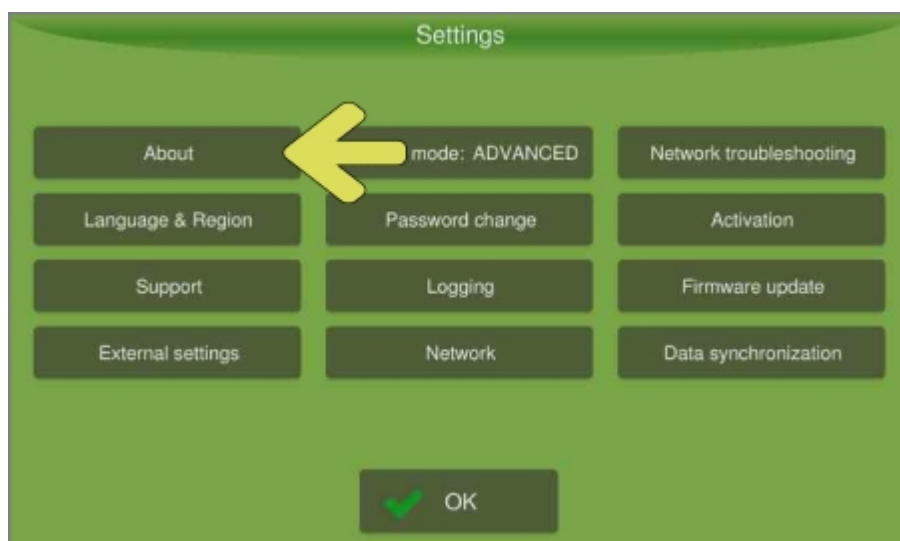 Settings
About
mode: ADVANCED
Network troubleshooting
Language & Region
Password change
Activation
Support
Logging
Firmware update
External settings
Network
Data synchronization
OK